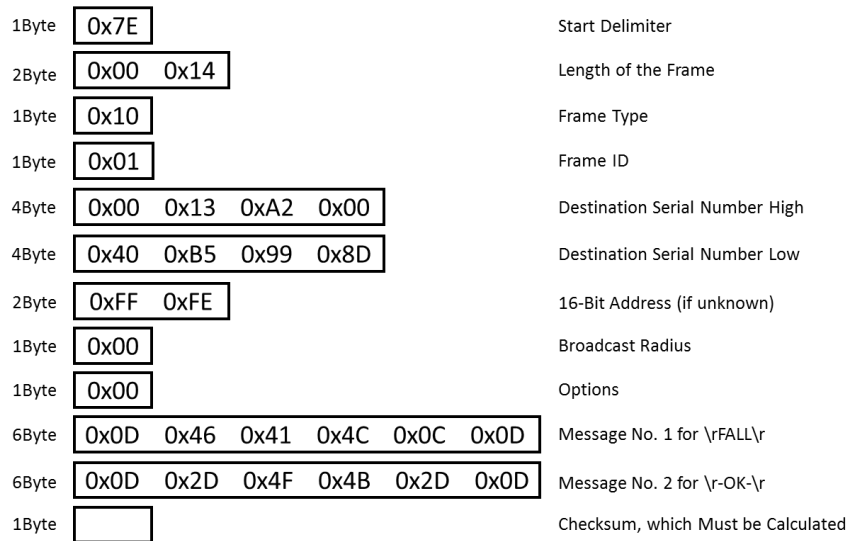 1Byte 0x7E Start Delimiter
2Byte 0x00 0x14 Length of the Frame
1Byte 0x10 Frame Type
1Byte 0x01 Frame ID
4Byte 0x00 0x13 0xA2 0x00 Destination Serial Number High
4Byte 0x40 0xB5 0x99 0x8D Destination Serial Number Low
2Byte 0xFF 0xFE 16-Bit Address (if unknown)
1Byte 0x00 Broadcast Radius
1Byte 0x00 Options
6Byte 0x0D 0x46 0x41 0x4C 0x0C 0x0D Message No. 1 for \rFALL\r
6Byte 0x0D 0x2D 0x4F 0x4B 0x2D 0x0D Message No. 2 for \r-OK-\r
1Byte Checksum, which Must be Calculated